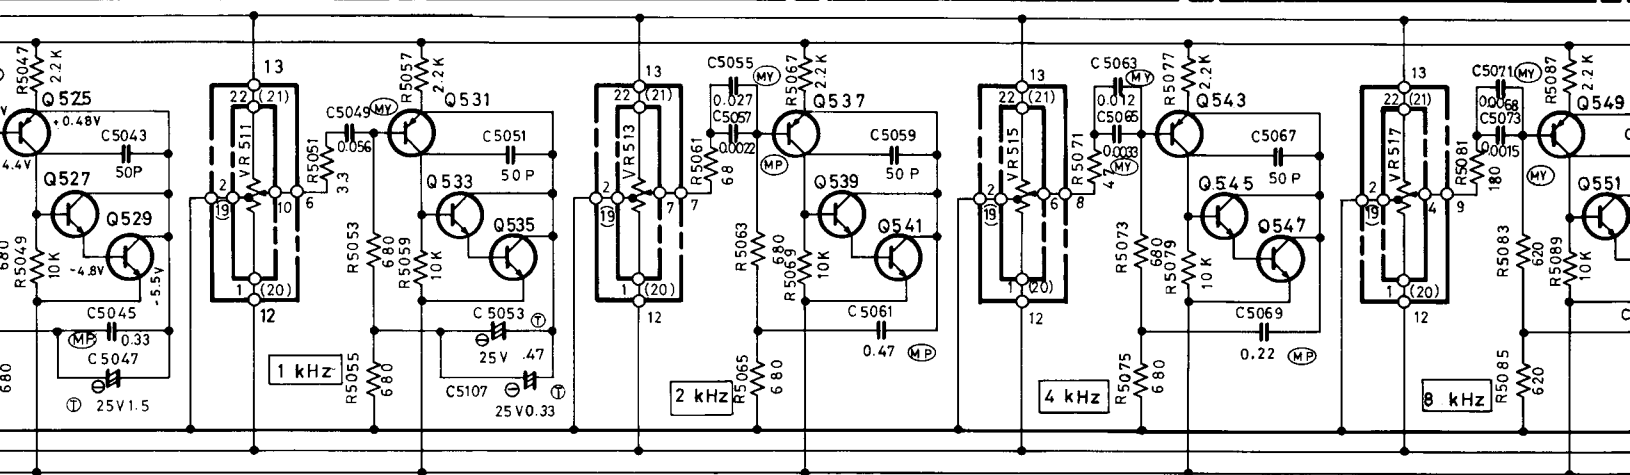 R5047
2.2K
Q525
+0.48V
V
4.4V
C5043
50P
Q527
Q529
680
R5049
10K
-4.8V
-5.5V
C5045
MP
0.33
C5047
680
T
25V1.5
13
22
(21)
VR511
2
(19)
10
6
1
(20)
12
R5051
3.3
C5049
MY
0.056
R5057
2.2K
Q531
C5051
50P
Q533
Q535
R5053
680
R5059
10K
C5053
T
25V .47
1 kHz
R5055
680
C5107
T
25V0.33
13
22
(21)
VR513
2
(19)
7
7
1
(20)
12
C5055
MY
0.027
C5057
0.0022
R5061
68
MP
R5067
2.2K
Q537
C5059
50P
Q539
Q541
R5063
680
R5069
10K
C5061
0.47
MP
2 kHz
R5065
680
13
22
(21)
VR515
2
(19)
6
8
1
(20)
12
C5063
MY
0.012
C5065
0.0033
MY
R5071
R5077
2.2K
Q543
C5067
50P
Q545
Q547
R5073
680
R5079
10K
C5069
0.22
MP
4 kHz
R5075
680
13
22
(21)
VR517
2
(19)
4
9
1
(20)
12
C5071
MY
0.0068
C5073
0.0015
R5081
180
MY
R5087
2.2K
Q549
C
Q551
R5083
620
R5089
10K
C
8 kHz
R5085
620